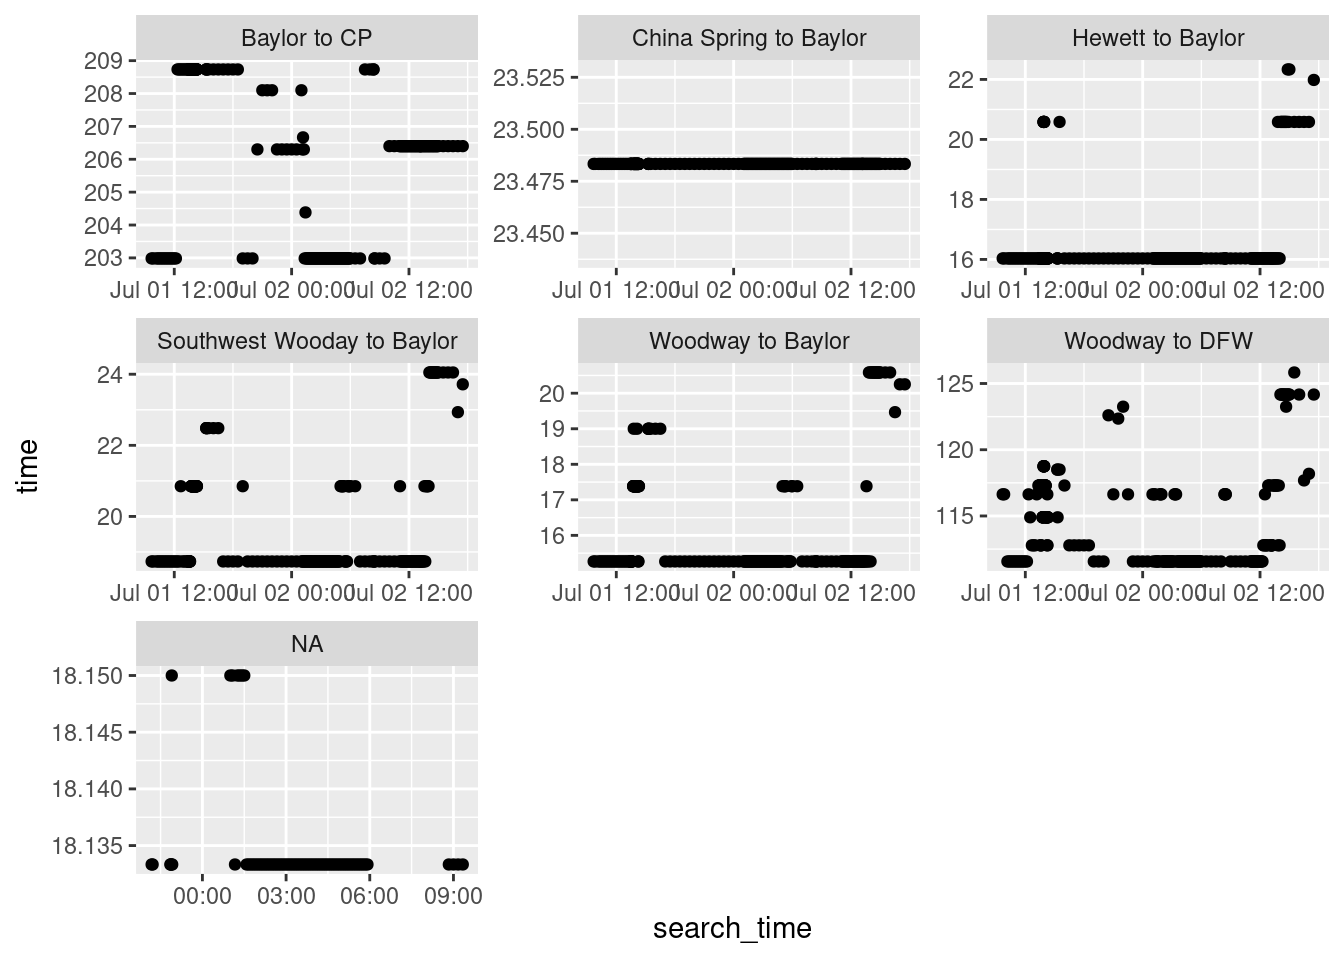 Baylor to CP
China Spring to Baylor
Hewett to Baylor
209
208
207
206
205
204
203
23.525
23.500
23.475
23.450
22
20
18
16
Jul 01 12:00 Jul 02 00:00 Jul 02 12:00
Jul 01 12:00 Jul 02 00:00 Jul 02 12:00
Jul 01 12:00 Jul 02 00:00 Jul 02 12:00
Southwest Wooday to Baylor
Woodway to Baylor
Woodway to DFW
24
22
20
20
19
18
17
16
125
120
115
Jul 01 12:00 Jul 02 00:00 Jul 02 12:00
Jul 01 12:00 Jul 02 00:00 Jul 02 12:00
Jul 01 12:00 Jul 02 00:00 Jul 02 12:00
time
NA
18.150
18.145
18.140
18.135
00:00 03:00 06:00 09:00
search_time